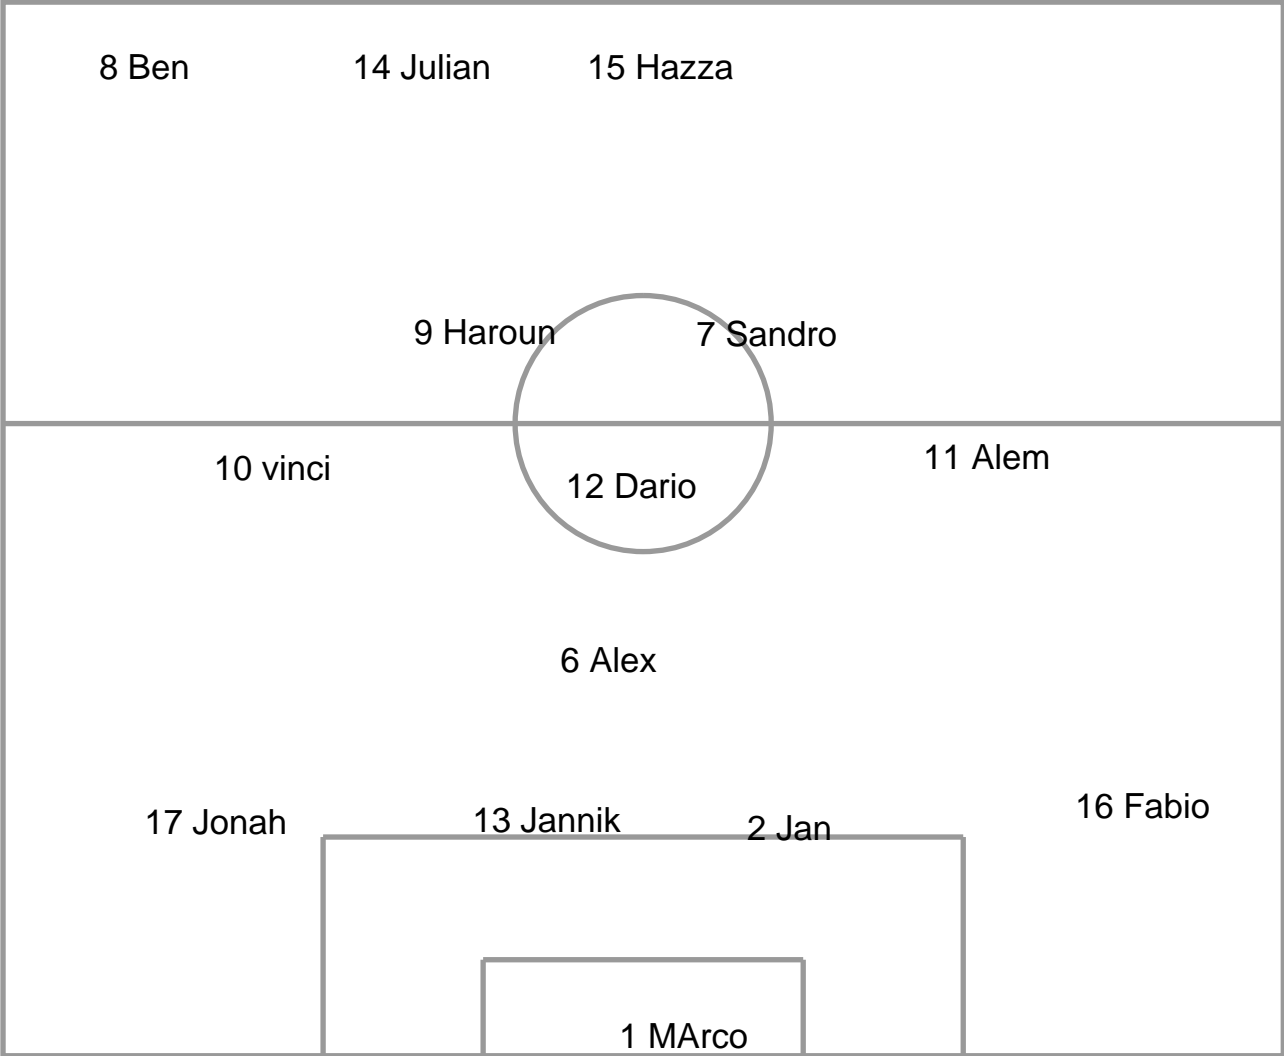 8 Ben
14 Julian
15 Hazza
9 Haroun
7 Sandro
10 vinci
11 Alem
12 Dario
6 Alex
17 Jonah
13 Jannik
2 Jan
16 Fabio
1 MArco